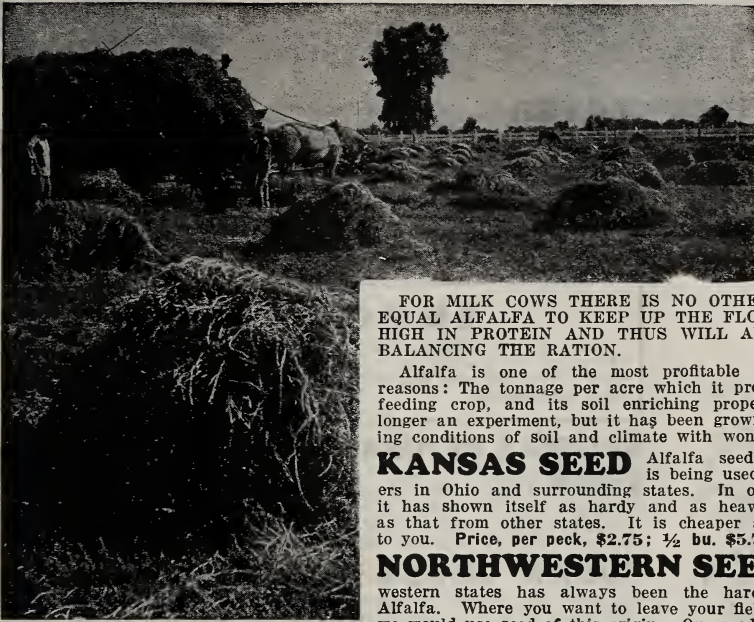 FOR MILK COWS THERE IS NO OTHE
EQUAL ALFALFA TO KEEP UP THE FLO
HIGH IN PROTEIN AND THUS WILL A
BALANCING THE RATION.
Alfalfa is one of the most profitable
reasons: The tonnage per acre which it pro
feeding crop, and its soil enriching prope
longer an experiment, but it has been grow
ing conditions of soil and climate with won
KANSAS SEED Alfalfa seed
is being used
ers in Ohio and surrounding states. In o
it has shown itself as hardy and as heav
as that from other states. It is cheaper
to you. Price, per peck, $2.75; ½ bu. $5.
NORTHWESTERN SEE
western states has always been the hard
Alfalfa. Where you want to leave your fie